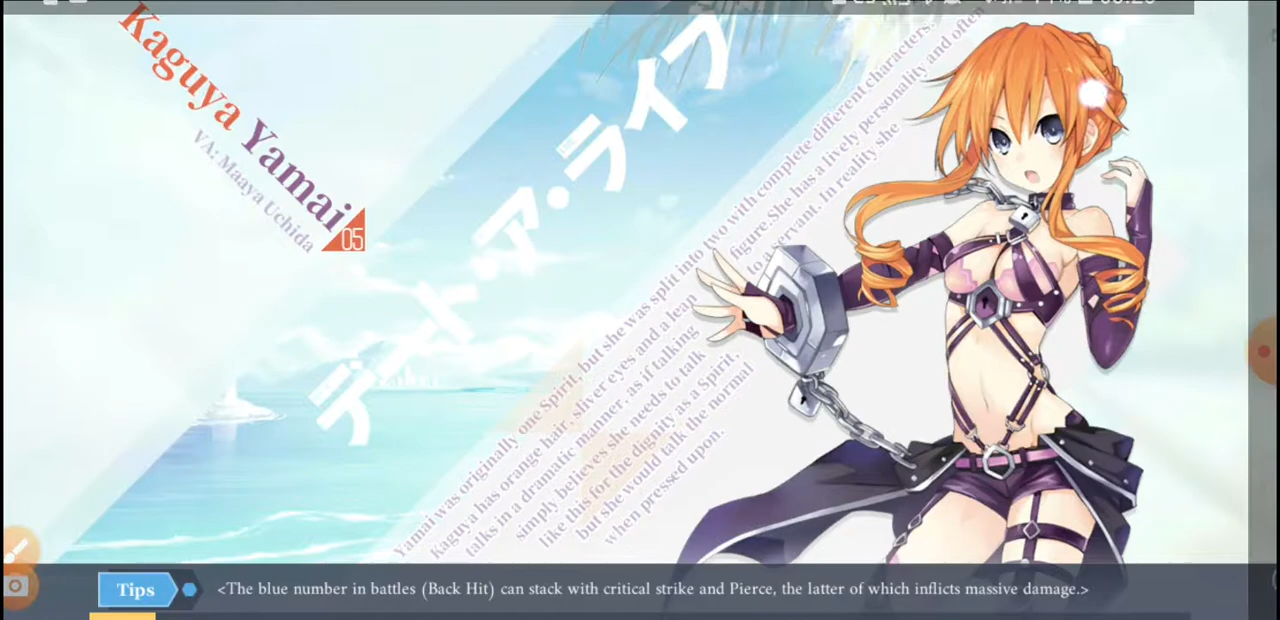 Kaguya Yamai
VA: Maaya Uchida
05
デート・ア・ライブ
Yamai was originally one Spirit, but she was split into two with complete different characters.
Kaguya has orange hair, sliver eyes and a lean figure.She has a lively personality and often
talks in a dramatic manner, as if talking to a servant. In reality she
simply believes she needs to talk
like this for the dignity as a Spirit,
but she would talk the normal
when pressed upon.
Tips
<The blue number in battles (Back Hit) can stack with critical strike and Pierce, the latter of which inflicts massive damage.>